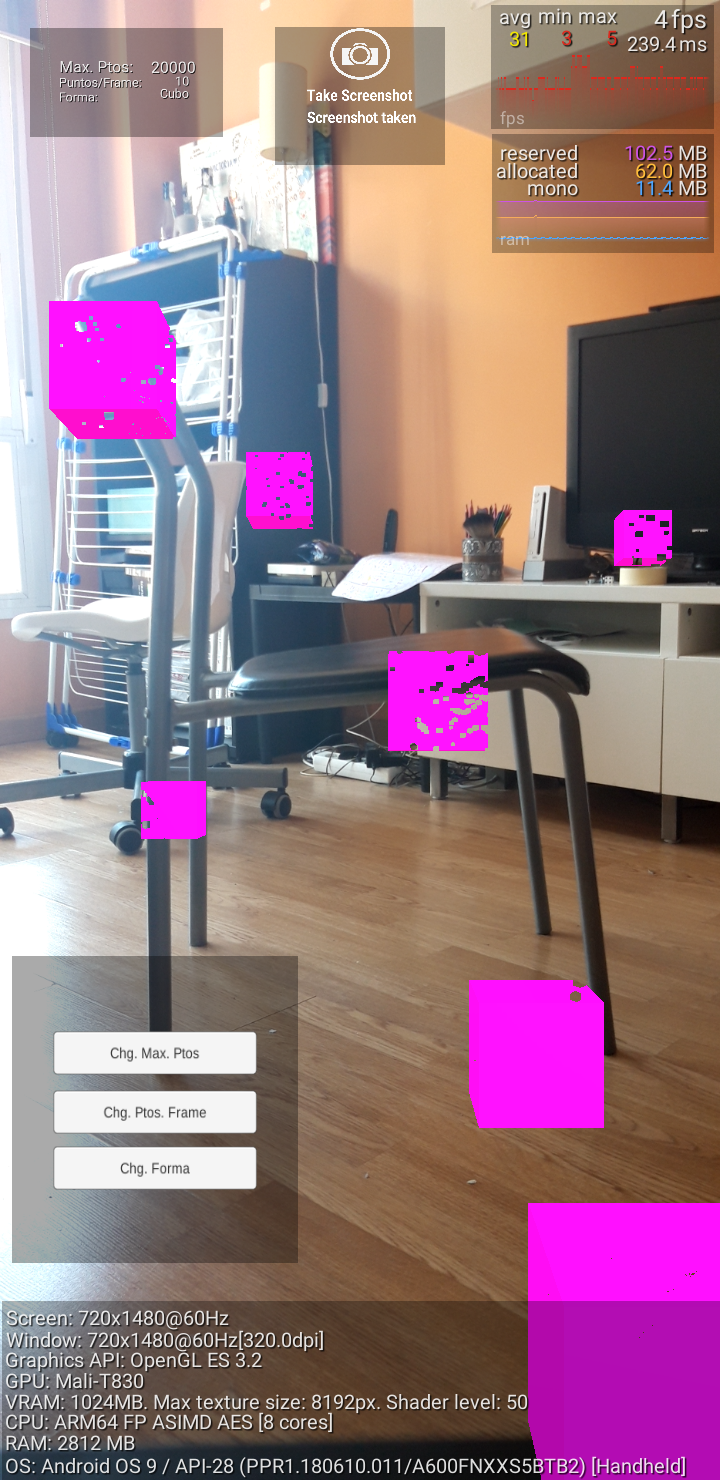 Max. Ptos: 20000
Puntos/Frame: 10
Forma: Cubo
Take Screenshot
Screenshot taken
avg min max 4 fps
31 3 5 239.4 ms
fps
reserved 102.5 MB
allocated 62.0 MB
mono 11.4 MB
ram
Chg. Max. Ptos
Chg. Ptos. Frame
Chg. Forma
Screen: 720x1480@60Hz
Window: 720x1480@60Hz[320.0dpi]
Graphics API: OpenGL ES 3.2
GPU: Mali-T830
VRAM: 1024MB. Max texture size: 8192px. Shader level: 50
CPU: ARM64 FP ASIMD AES [8 cores]
RAM: 2812 MB
OS: Android OS 9 / API-28 (PPR1.180610.011/A600FNXXS5BTB2) [Handheld]